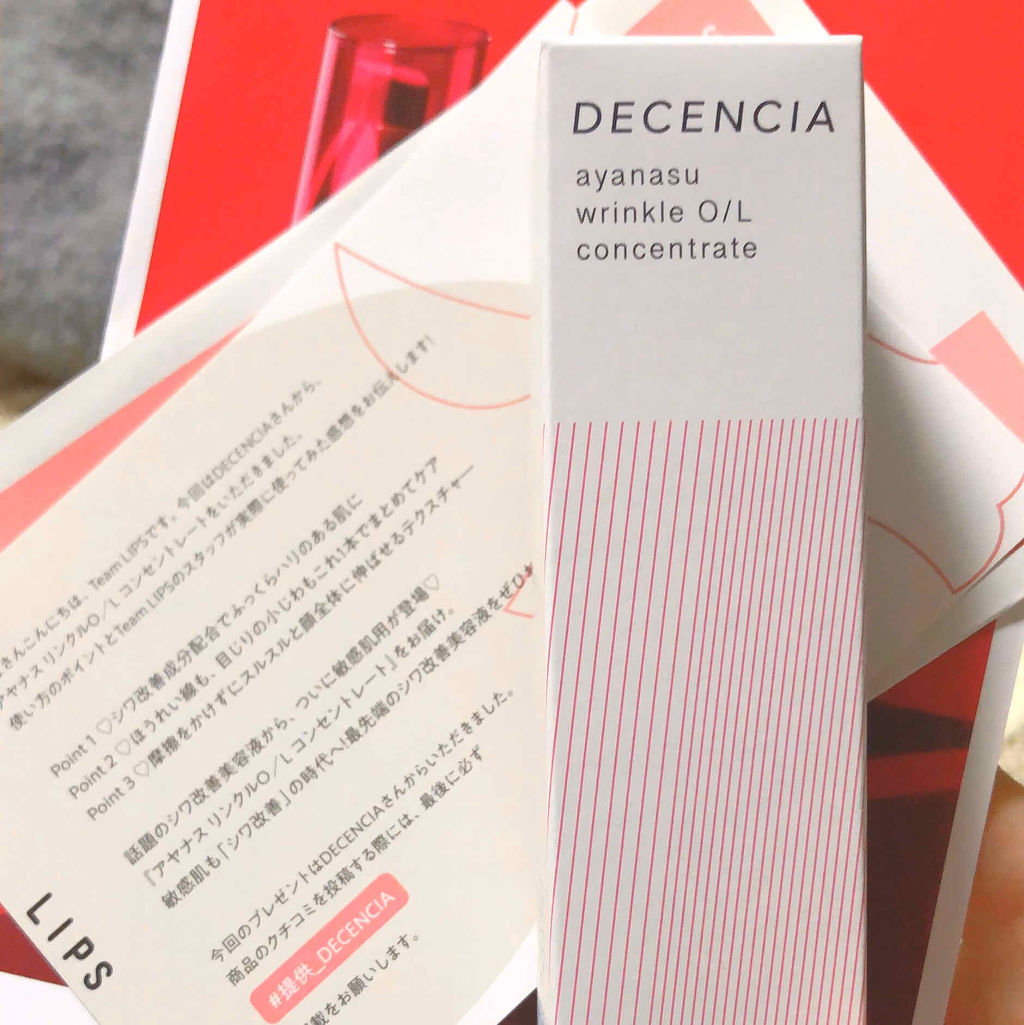 DECENCIA
ayanasu
wrinkle O/L
concentrate
さんこんにちは、Team LIPSです。今回はDECENCIAさんから、
アヤナス リンクルO/L コンセントレートをいただきました。
使い方のポイントとTeam LIPSのスタッフが実際に使ってみた感想をお伝えします!
Point 1 ♡シワ改善成分配合でふっくらハリのある肌に
Point 2 ♡ほうれい線も、目じりの小じわもこれ1本でまとめてケア
Point 3 ♡摩擦をかけずにスルスルと顔全体に伸ばせるテクスチャー
話題のシワ改善美容液から、ついに敏感肌用が登場♡
『アヤナス リンクルO/L コンセントレート』をお届け。
敏感肌も「シワ改善」の時代へ!最先端のシワ改善美容液をぜひ
今回のプレゼントはDECENCIAさんからいただきました。
商品のクチコミを投稿する際には、最後に必ず
#提供_DECENCIA
載をお願いします。
LIPS